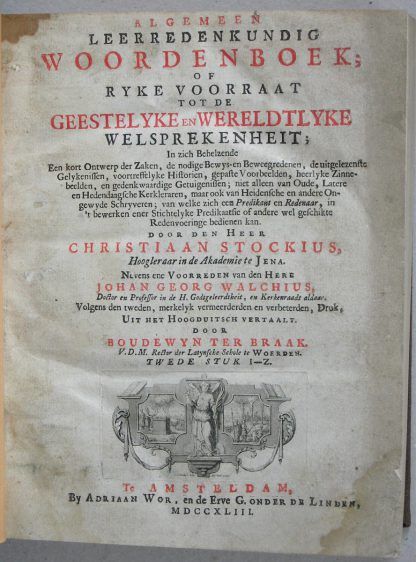 ALGEMEEN
LEERREDENKUNDIG
WOORDENBOEK;
OF
RYKE VOORRAAT
TOT DE
GEESTELYKE EN WERELDTLYKE
WELSPREKENHEIT;
In zich Behelzende
Een kort Ontwerp der Zaken, de nodige Bewys-en Beweegredenen, de uitgelezenste
Gelykenissen, voortreffelyke Historien, gepaste Voorbeelden, heerlyke Zinne-
beelden, en gedenkwaardige Getuigenissen; niet alleen van Oude, Latere
en Hedendaagsche Kerkleraren, maar ook van Heidensche en andere On-
gewyde Schryveren; van welke zich een Predikant en Redenaar, in
't bewerken ener Stichtelyke Predikaatsie of andere wel geschikte
Redenvoeringe bedienen kan.
DOOR DEN HEER
CHRISTIAAN STOCKIUS,
Hoogleraar in de Akademie te JENA.
Nevens ene VOORREDEN van den HERE
JOHAN GEORG WALCHIUS,
Doctor en Professor in de H. Godtgeleerdtheit, en Kerkenraadt aldaar.
Volgens den tweden, merkelyk vermeerderden en verbeterden, Druk,
UIT HET HOOGDUITSCH VERTAALT.
DOOR
BOUDEWYN TER BRAAK.
V.D.M. Rector der Latynsche Schole te WOERDEN.
TWEDE STUK I—Z.
Te AMSTELDAM,
By ADRIAAN WOR, en de Erve G. ONDER DE LINDEN,
MDCCXLIII.